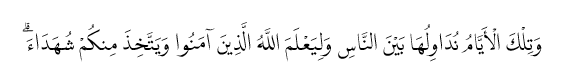 وَتِلْكَ الْأَيَّامُ نُدَاوِلُهَا بَيْنَ النَّاسِ وَلِيَعْلَمَ اللَّهُ الَّذِينَ آمَنُوا وَيَتَّخِذَ مِنكُمْ شُهَدَاءَ ۗ